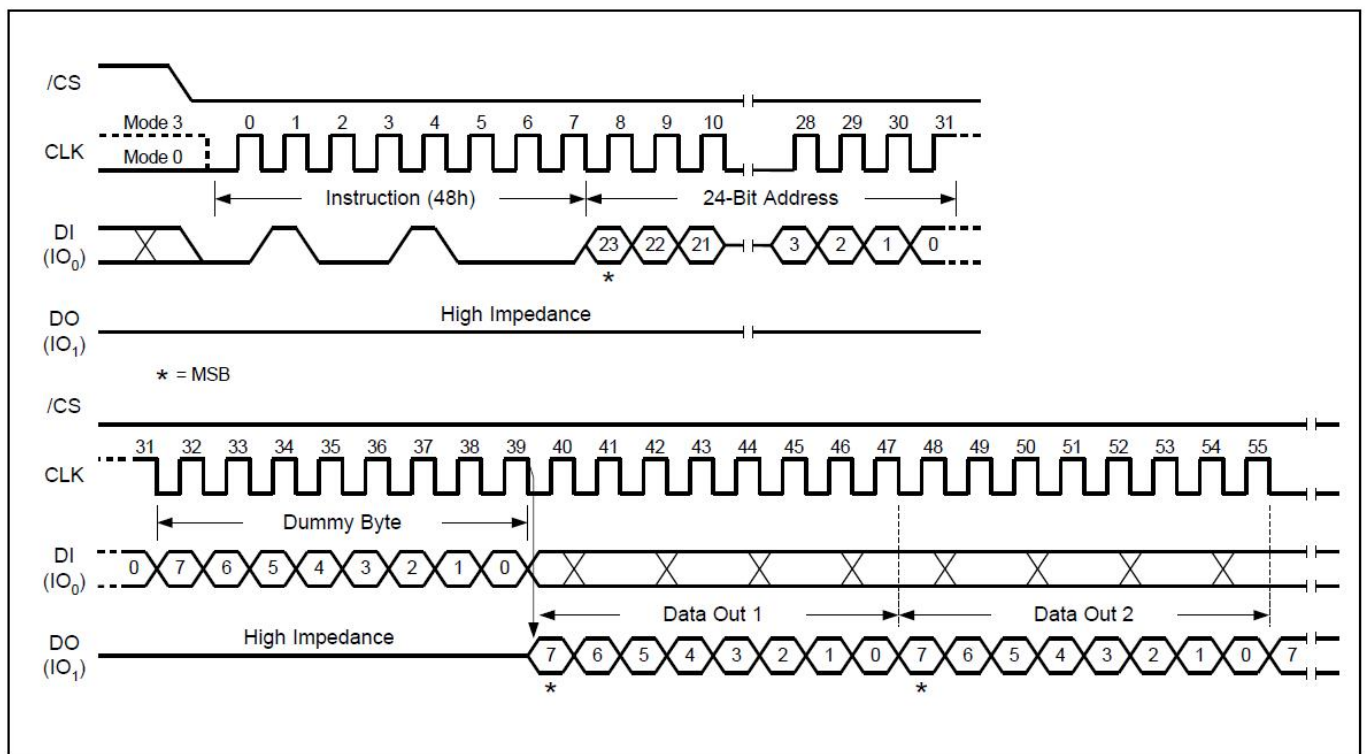 /CS
Mode 3 0 1 2 3 4 5 6 7 8 9 10 28 29 30 31
CLK Mode 0
Instruction (48h) 24-Bit Address
DI
(IO0) 23 22 21 3 2 1 0
*
DO High Impedance
(IO1)
* = MSB
/CS
31 32 33 34 35 36 37 38 39 40 41 42 43 44 45 46 47 48 49 50 51 52 53 54 55
CLK
Dummy Byte
DI
(IO0) 0 7 6 5 4 3 2 1 0
Data Out 1 Data Out 2
DO High Impedance
(IO1) 7 6 5 4 3 2 1 0 7 6 5 4 3 2 1 0 7
* *